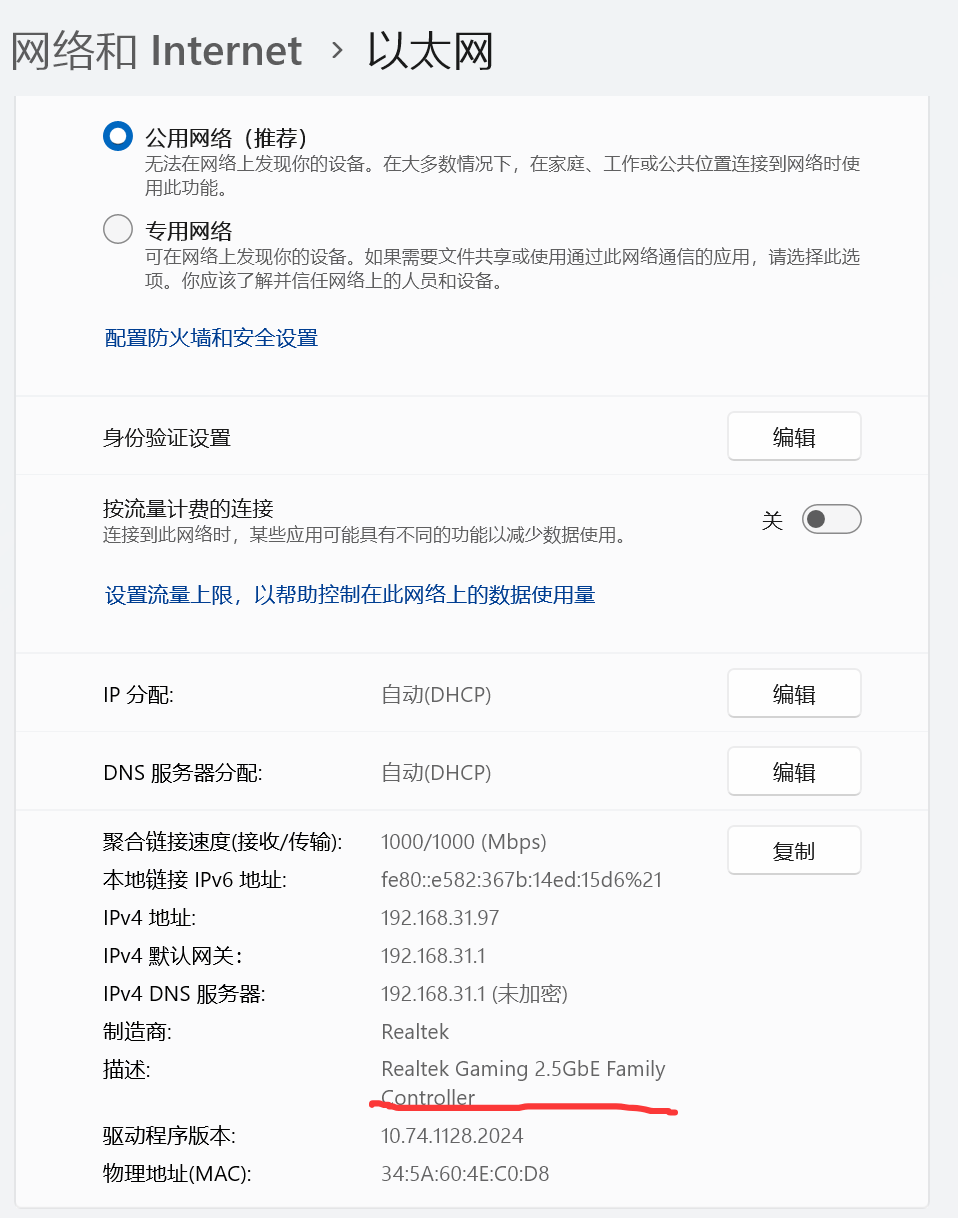 网络和 Internet › 以太网
公用网络（推荐）
无法在网络上发现你的设备。在大多数情况下，在家庭、工作或公共位置连接到网络时使
用此功能。
专用网络
可在网络上发现你的设备。如果需要文件共享或使用通过此网络通信的应用，请选择此选
项。你应该了解并信任网络上的人员和设备。
配置防火墙和安全设置
身份验证设置 编辑
按流量计费的连接
连接到此网络时，某些应用可能具有不同的功能以减少数据使用。
关
设置流量上限，以帮助控制在此网络上的数据使用量
IP 分配: 自动(DHCP) 编辑
DNS 服务器分配: 自动(DHCP) 编辑
聚合链接速度(接收/传输): 1000/1000 (Mbps) 复制
本地链接 IPv6 地址: fe80::e582:367b:14ed:15d6%21
IPv4 地址: 192.168.31.97
IPv4 默认网关: 192.168.31.1
IPv4 DNS 服务器: 192.168.31.1 (未加密)
制造商: Realtek
描述: Realtek Gaming 2.5GbE Family
Controller
驱动程序版本: 10.74.1128.2024
物理地址(MAC): 34:5A:60:4E:C0:D8